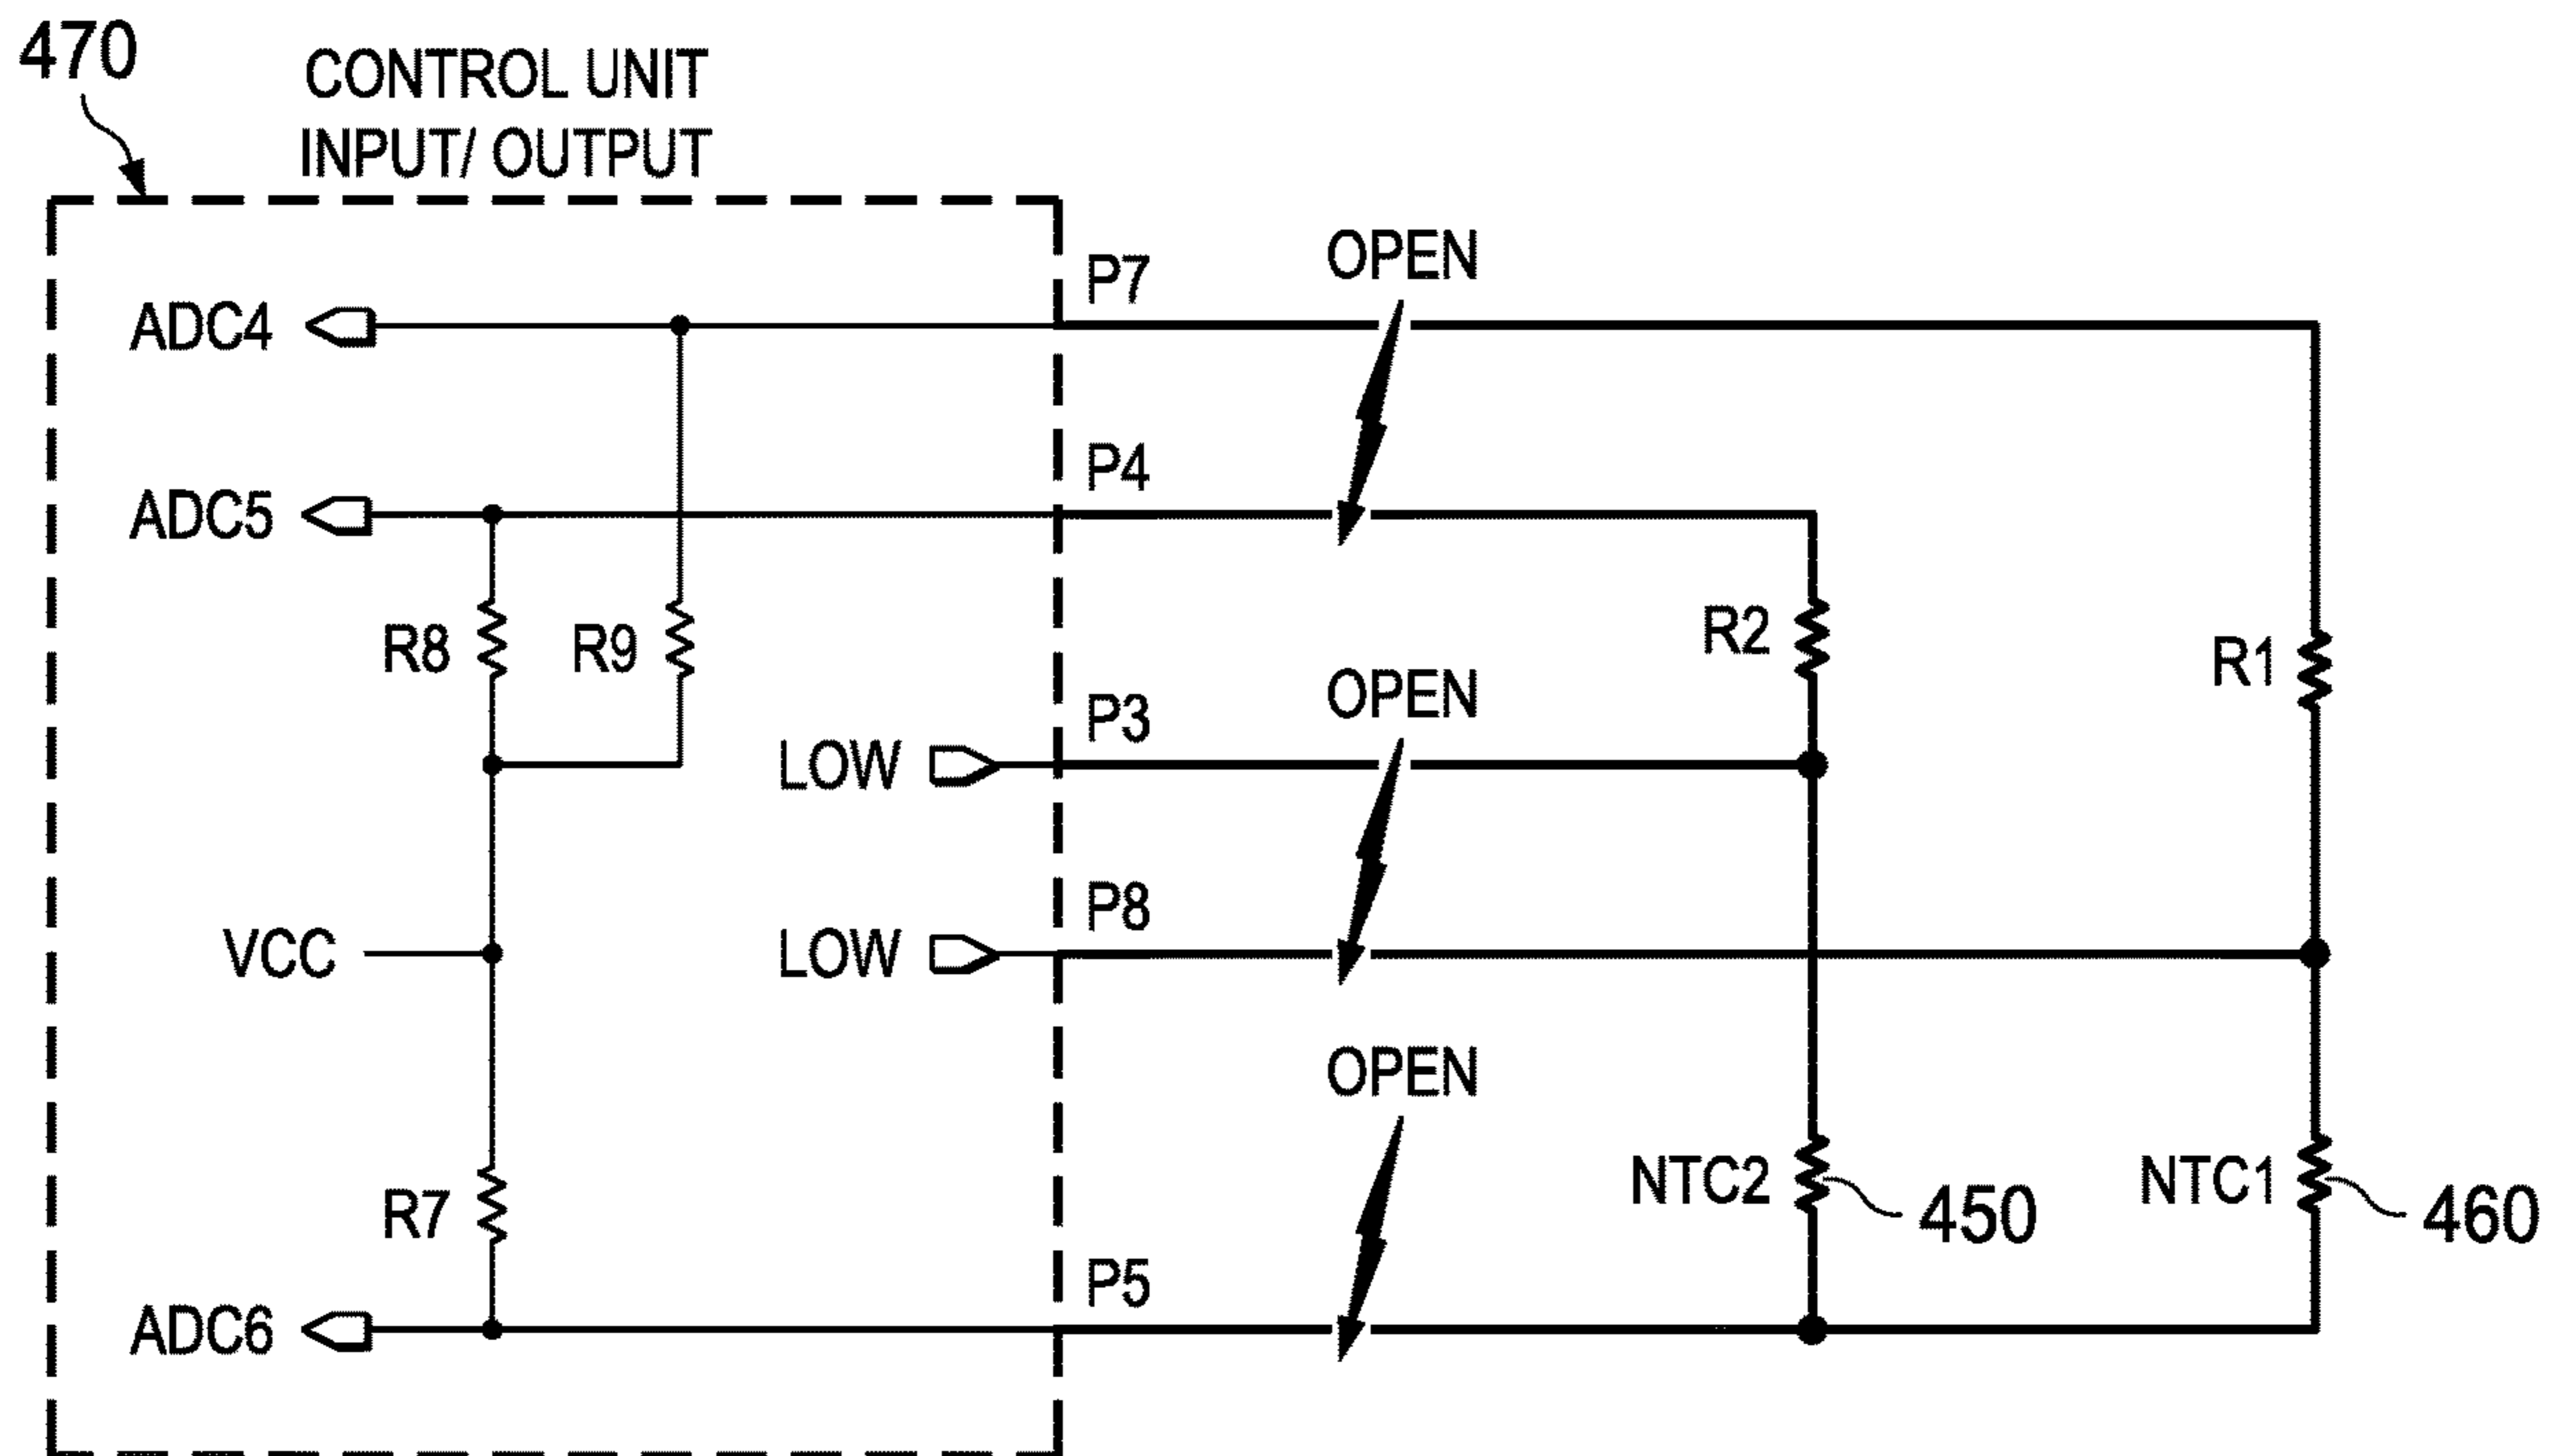 470
CONTROL UNIT
INPUT/ OUTPUT
P7
OPEN
ADC4
P4
ADC5
R8
R9
R2
R1
P3
OPEN
LOW
P8
VCC
LOW
OPEN
R7
NTC2
450
NTC1
460
P5
ADC6